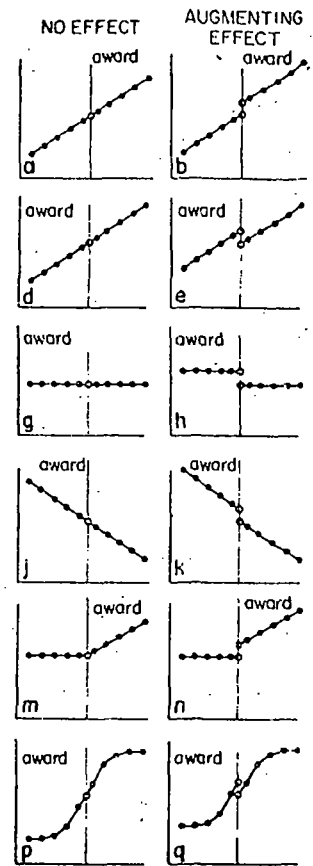 NO EFFECT
AUGMENTING EFFECT
award
a
award
b
award
d
award
e
award
g
award
h
award
j
award
k
award
m
award
n
award
p
award
q